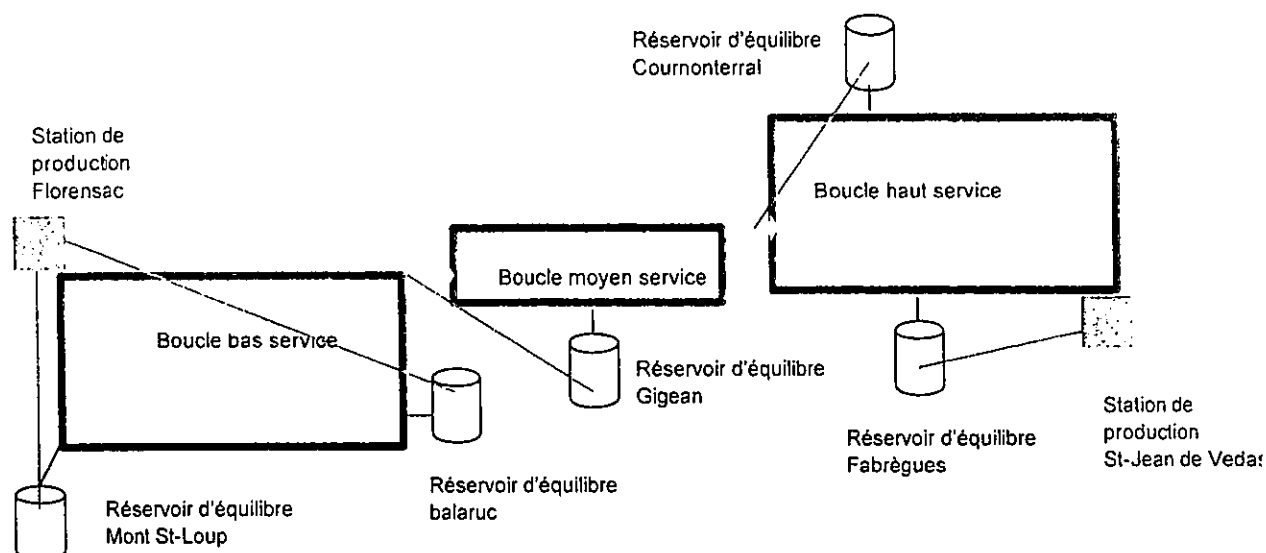 Réservoir d'équilibre
Cournonterral
Station de
production
Florensac
Boucle haut service
Boucle moyen service
Boucle bas service
Réservoir d'équilibre
Gigean
Station de
production
St-Jean de Vedas
Réservoir d'équilibre
Fabrègues
Réservoir d'équilibre
balaruc
Réservoir d'équilibre
Mont St-Loup